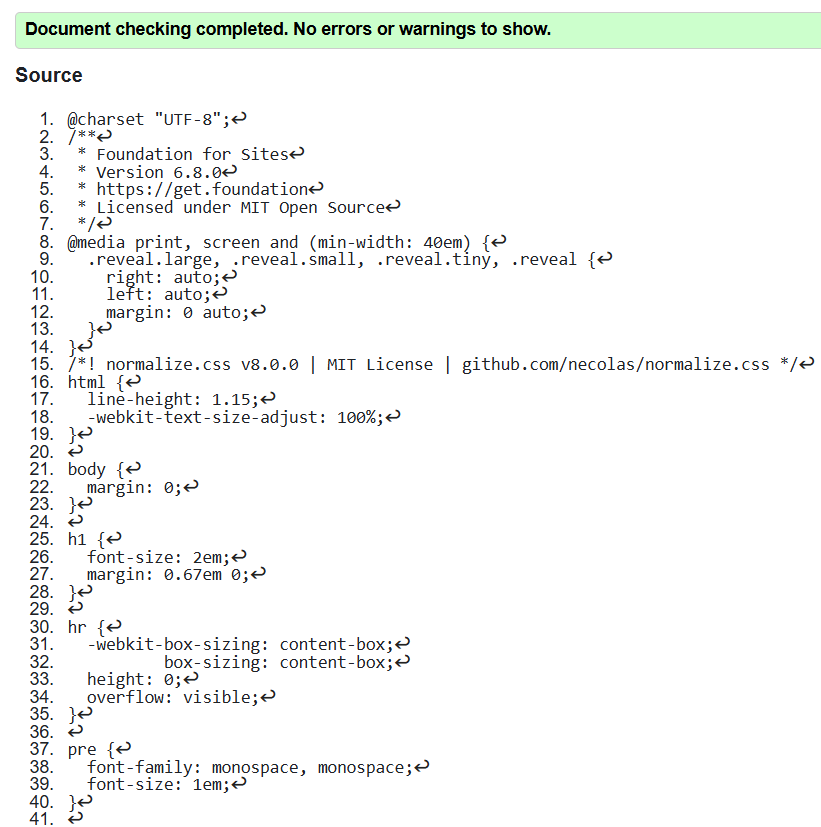 Document checking completed. No errors or warnings to show.
Source
1. @charset "UTF-8";↩
2. /**↩
3.  * Foundation for Sites↩
4.  * Version 6.8.0↩
5.  * https://get.foundation↩
6.  * Licensed under MIT Open Source↩
7.  */↩
8. @media print, screen and (min-width: 40em) {↩
9.   .reveal.large, .reveal.small, .reveal.tiny, .reveal {↩
10.     right: auto;↩
11.     left: auto;↩
12.     margin: 0 auto;↩
13.   }↩
14. }↩
15. /*! normalize.css v8.0.0 | MIT License | github.com/necolas/normalize.css */↩
16. html {↩
17.   line-height: 1.15;↩
18.   -webkit-text-size-adjust: 100%;↩
19. }↩
20. ↩
21. body {↩
22.   margin: 0;↩
23. }↩
24. ↩
25. h1 {↩
26.   font-size: 2em;↩
27.   margin: 0.67em 0;↩
28. }↩
29. ↩
30. hr {↩
31.   -webkit-box-sizing: content-box;↩
32.           box-sizing: content-box;↩
33.   height: 0;↩
34.   overflow: visible;↩
35. }↩
36. ↩
37. pre {↩
38.   font-family: monospace, monospace;↩
39.   font-size: 1em;↩
40. }↩
41. ↩